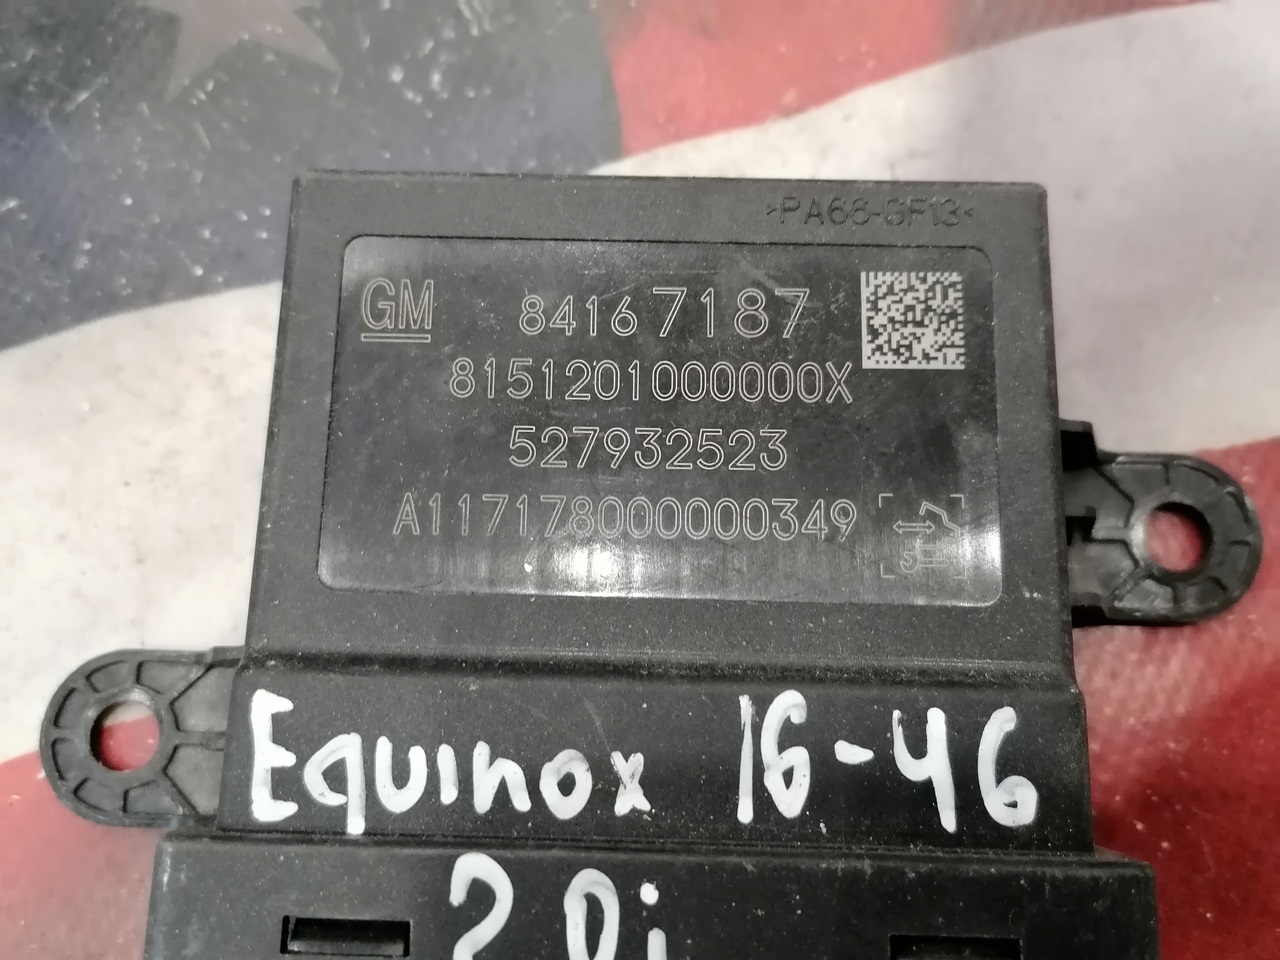 >PA66-GF13<
GM 84167187
8151201000000X
527932523
A117178000000349
Equinox 16-46
2.0i